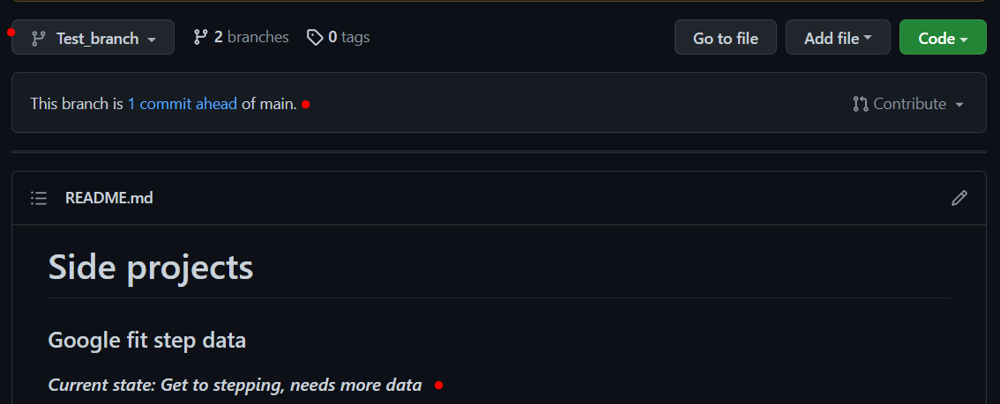 Test_branch 2 branches 0 tags Go to file Add file Code
This branch is 1 commit ahead of main. Contribute
README.md
Side projects
Google fit step data
Current state: Get to stepping, needs more data